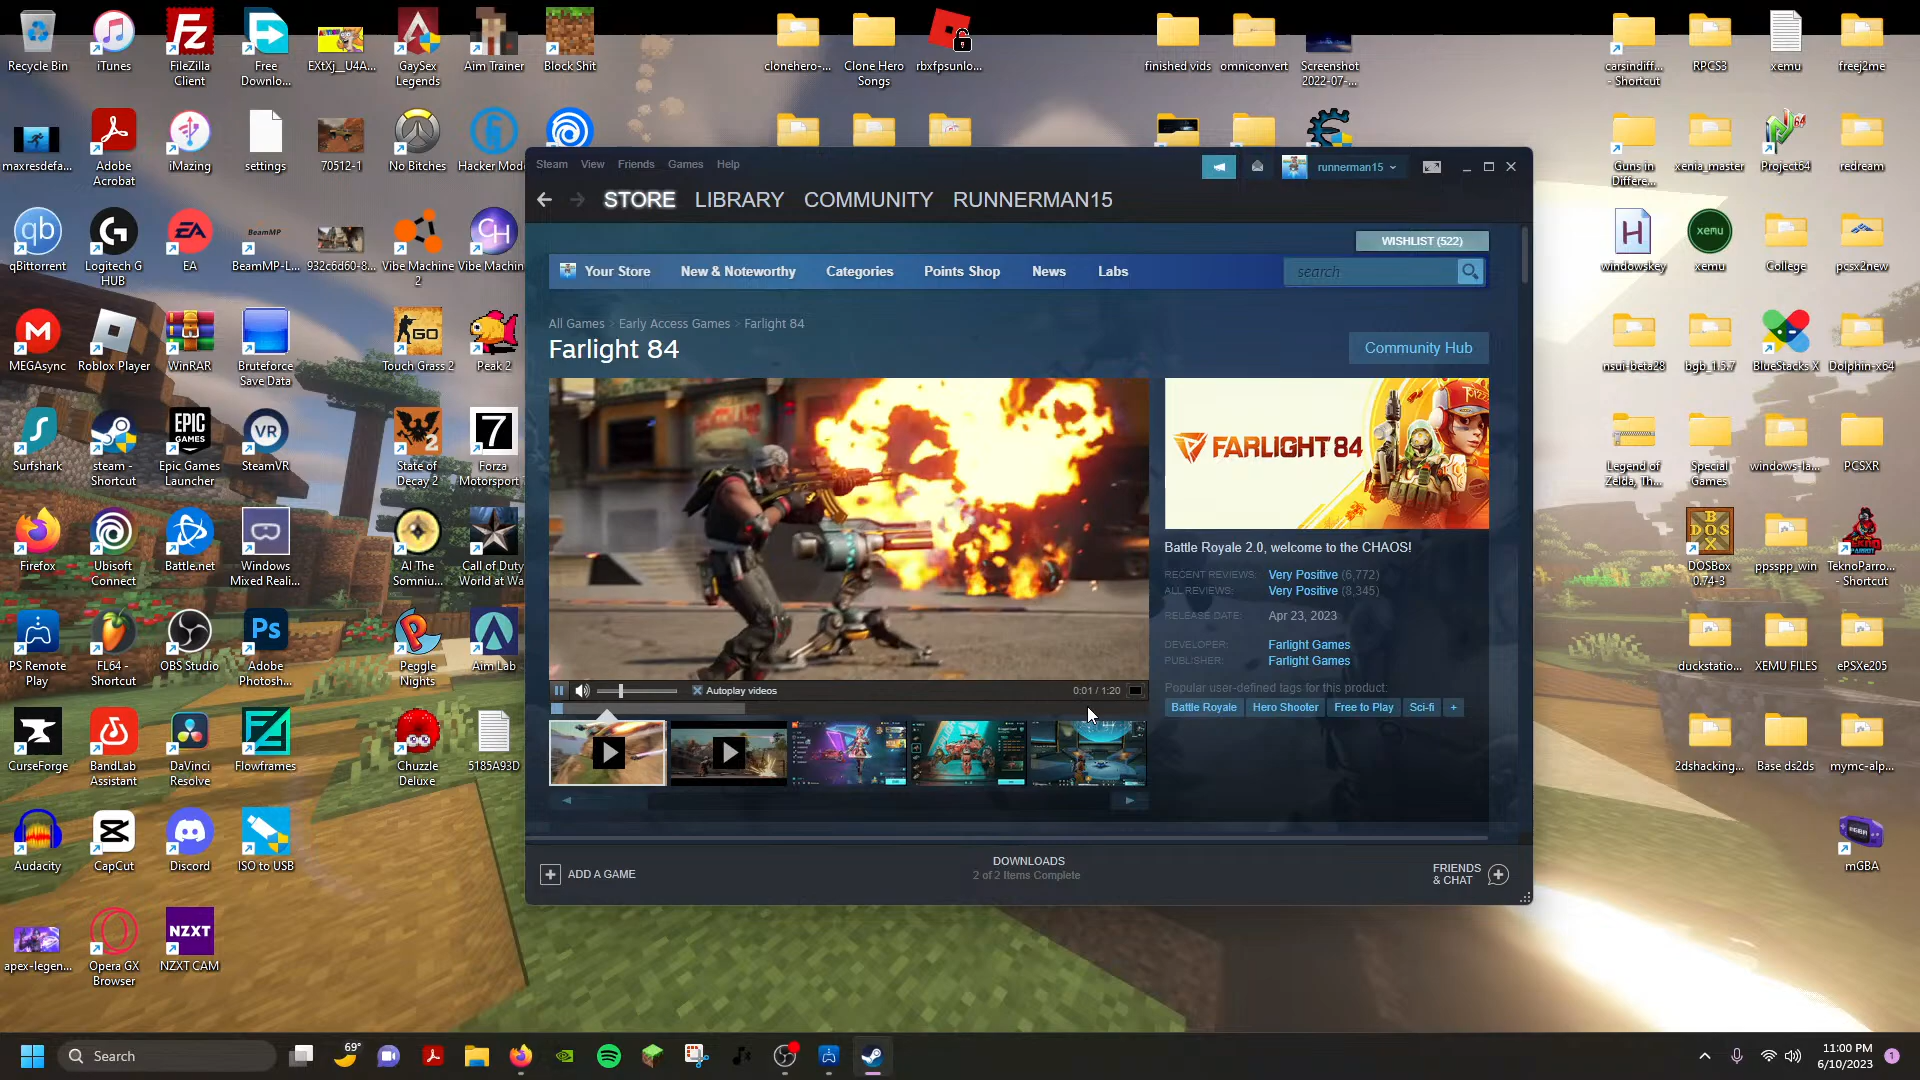 Recycle Bin
iTunes
FileZilla Client
Free Downlo...
EXtXj__U4A...
GaySex Legends
Aim Trainer
Block Shit
clonehero-...
Clone Hero Songs
rbxfpsunlo...
finished vids
omniconvert
Screenshot 2022-07-...
carsindiff... - Shortcut
RPCS3
xemu
freej2me
maxresdefa...
Adobe Acrobat
iMazing
settings
70512-1
No Bitches
Hacker Mode
Guns in Differe...
xenia_master
Project64
redream
Steam
View
Friends
Games
Help
runnerman15
STORE
LIBRARY
COMMUNITY
RUNNERMAN15
WISHLIST (522)
Your Store
New & Noteworthy
Categories
Points Shop
News
Labs
search
All Games > Early Access Games > Farlight 84
Farlight 84
Community Hub
FARLIGHT 84
Battle Royale 2.0, welcome to the CHAOS!
RECENT REVIEWS: Very Positive (6,772)
ALL REVIEWS: Very Positive (8,345)
RELEASE DATE: Apr 23, 2023
DEVELOPER: Farlight Games
PUBLISHER: Farlight Games
Popular user-defined tags for this product:
Battle Royale
Hero Shooter
Free to Play
Sci-fi
+
Autoplay videos
0:01 / 1:20
ADD A GAME
DOWNLOADS
2 of 2 Items Complete
FRIENDS
& CHAT
qBittorrent
Logitech G HUB
EA
BeamMP-L...
932c6d60-8...
Vibe Machine 2
Vibe Machin
windowskey
xemu
College
pcsx2new
MEGAsync
Roblox Player
WinRAR
Bruteforce Save Data
Touch Grass 2
Peak 2
nsui-beta28
bgb_1.5.7
BlueStacks X
Dolphin-x64
Surfshark
steam - Shortcut
Epic Games Launcher
SteamVR
State of Decay 2
Forza Motorsport
Legend of Zelda, Th...
Special Games
windows-la...
PCSXR
Firefox
Ubisoft Connect
Battle.net
Windows Mixed Reali...
AI The Somniu...
Call of Duty World at Wa
DOSBox 0.74-3
ppsspp_win
TeknoParro... - Shortcut
PS Remote Play
FL64 - Shortcut
OBS Studio
Adobe Photosh...
Peggle Nights
Aim Lab
duckstatio...
XEMU FILES
ePSXe205
CurseForge
BandLab Assistant
DaVinci Resolve
Flowframes
Chuzzle Deluxe
5185A93D
2dshacking...
Base ds2ds
mymc-alp...
Audacity
CapCut
Discord
ISO to USB
mGBA
apex-legen...
Opera GX Browser
NZXT CAM
Search
69°
11:00 PM
6/10/2023
1